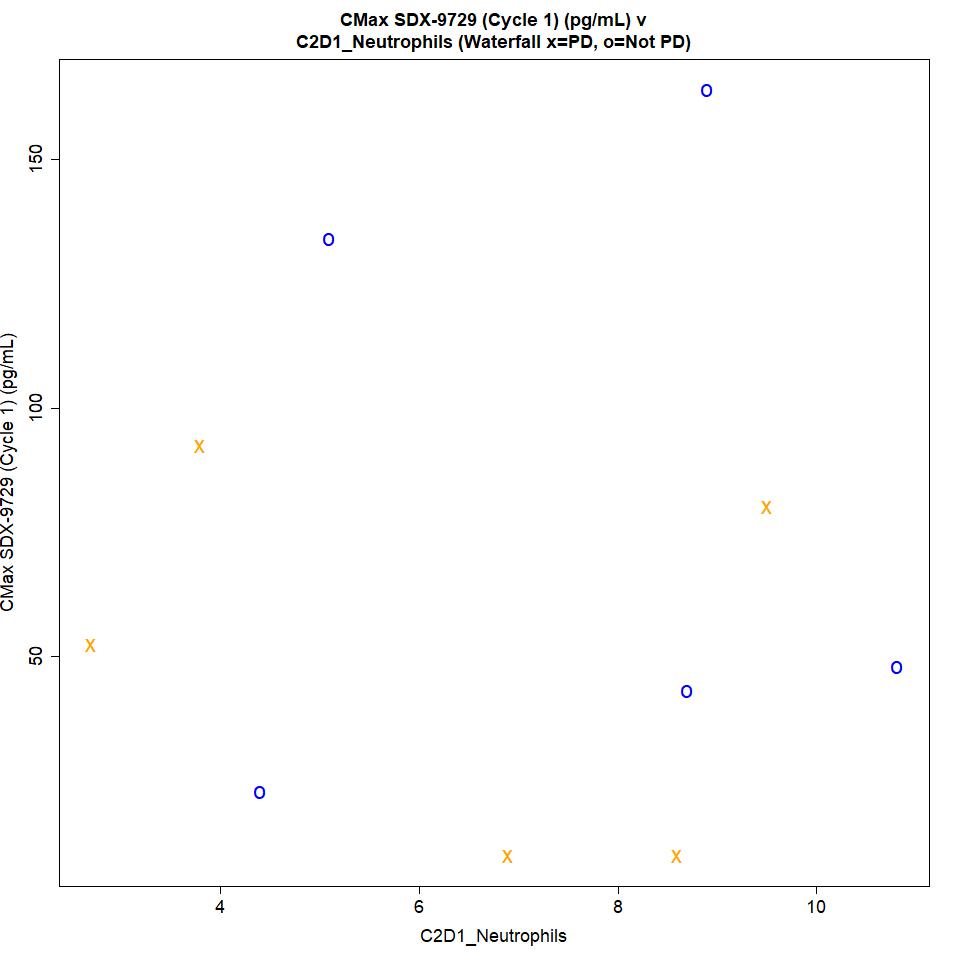 CMax SDX-9729 (Cycle 1) (pg/mL) v
C2D1_Neutrophils (Waterfall x=PD, o=Not PD)
CMax SDX-9729 (Cycle 1) (pg/mL)
150
100
50
O
O
X
X
X
O
O
O
X
X
4
6
8
10
C2D1_Neutrophils